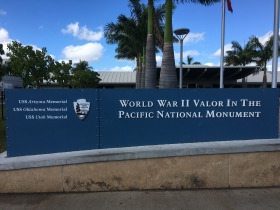 USS Arizona Memorial
USS Oklahoma Memorial
USS Utah Memorial
World War II Valor In The
Pacific National Monument